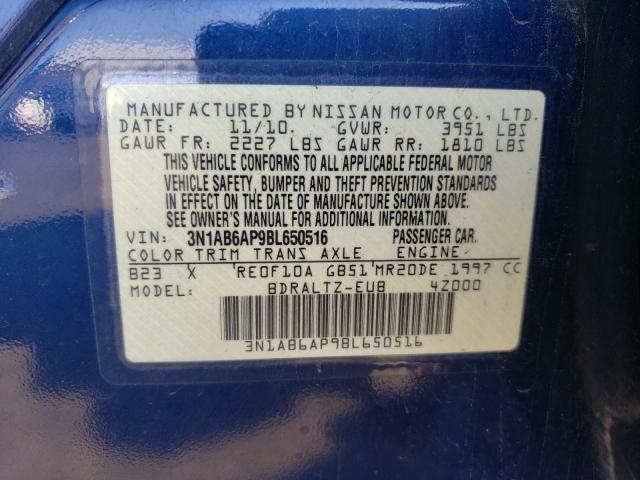 MANUFACTURED BY NISSAN MOTOR CO., LTD.
DATE: 11/10. GVWR: 3951 LBS
GAWR FR: 2227 LBS GAWR RR: 1810 LBS
THIS VEHICLE CONFORMS TO ALL APPLICABLE FEDERAL MOTOR
VEHICLE SAFETY, BUMPER AND THEFT PREVENTION STANDARDS
IN EFFECT ON THE DATE OF MANUFACTURE SHOWN ABOVE.
SEE OWNER'S MANUAL FOR ADDITIONAL INFORMATION.
VIN: 3N1AB6AP9BL650516 PASSENGER CAR.
COLOR TRIM TRANS AXLE ENGINE
B23 X 'RE0F10A GB51'MR20DE 1997 CC
MODEL: BDRALTZ-EUB 4Z000
3N1AB6AP9BL650516